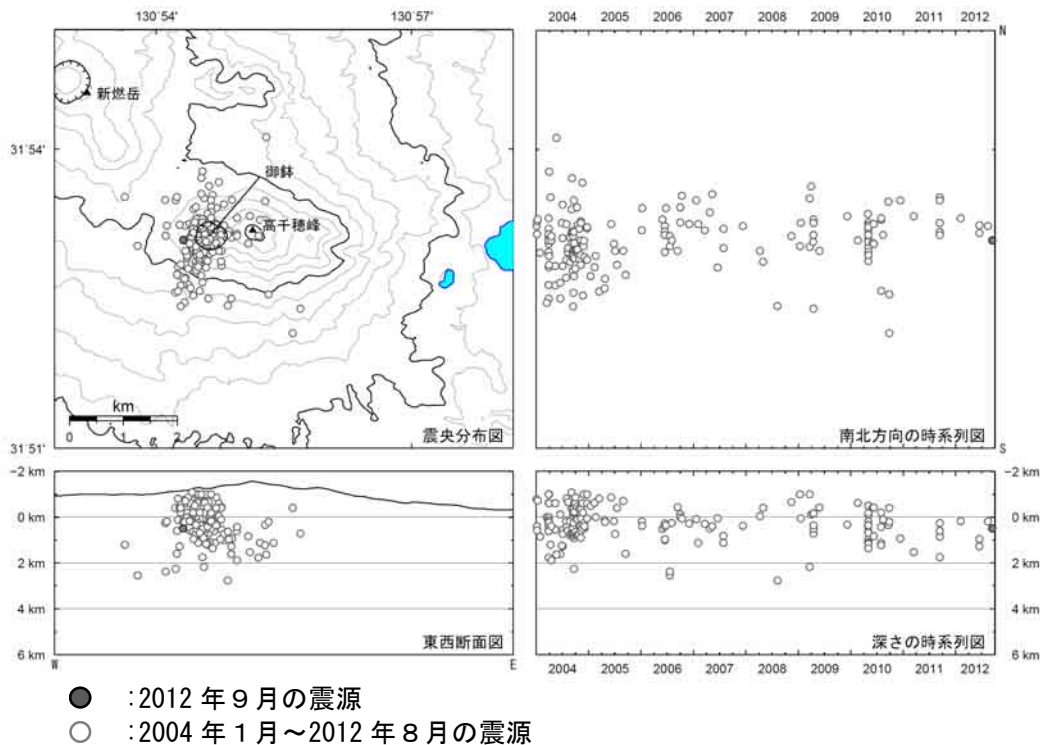 130˚54'
130˚57'
2004 2005 2006 2007 2008 2009 2010 2011 2012
N
新燃岳
31˚54'
御鉢
高千穂峰
km
0 1 2
震央分布図
南北方向の時系列図
31˚51'
S
−2 km
0 km
2 km
4 km
6 km
東西断面図
W
E
−2 km
0 km
2 km
4 km
6 km
深さの時系列図
2004 2005 2006 2007 2008 2009 2010 2011 2012
:2012 年9月の震源
:2004 年1月~2012 年8月の震源